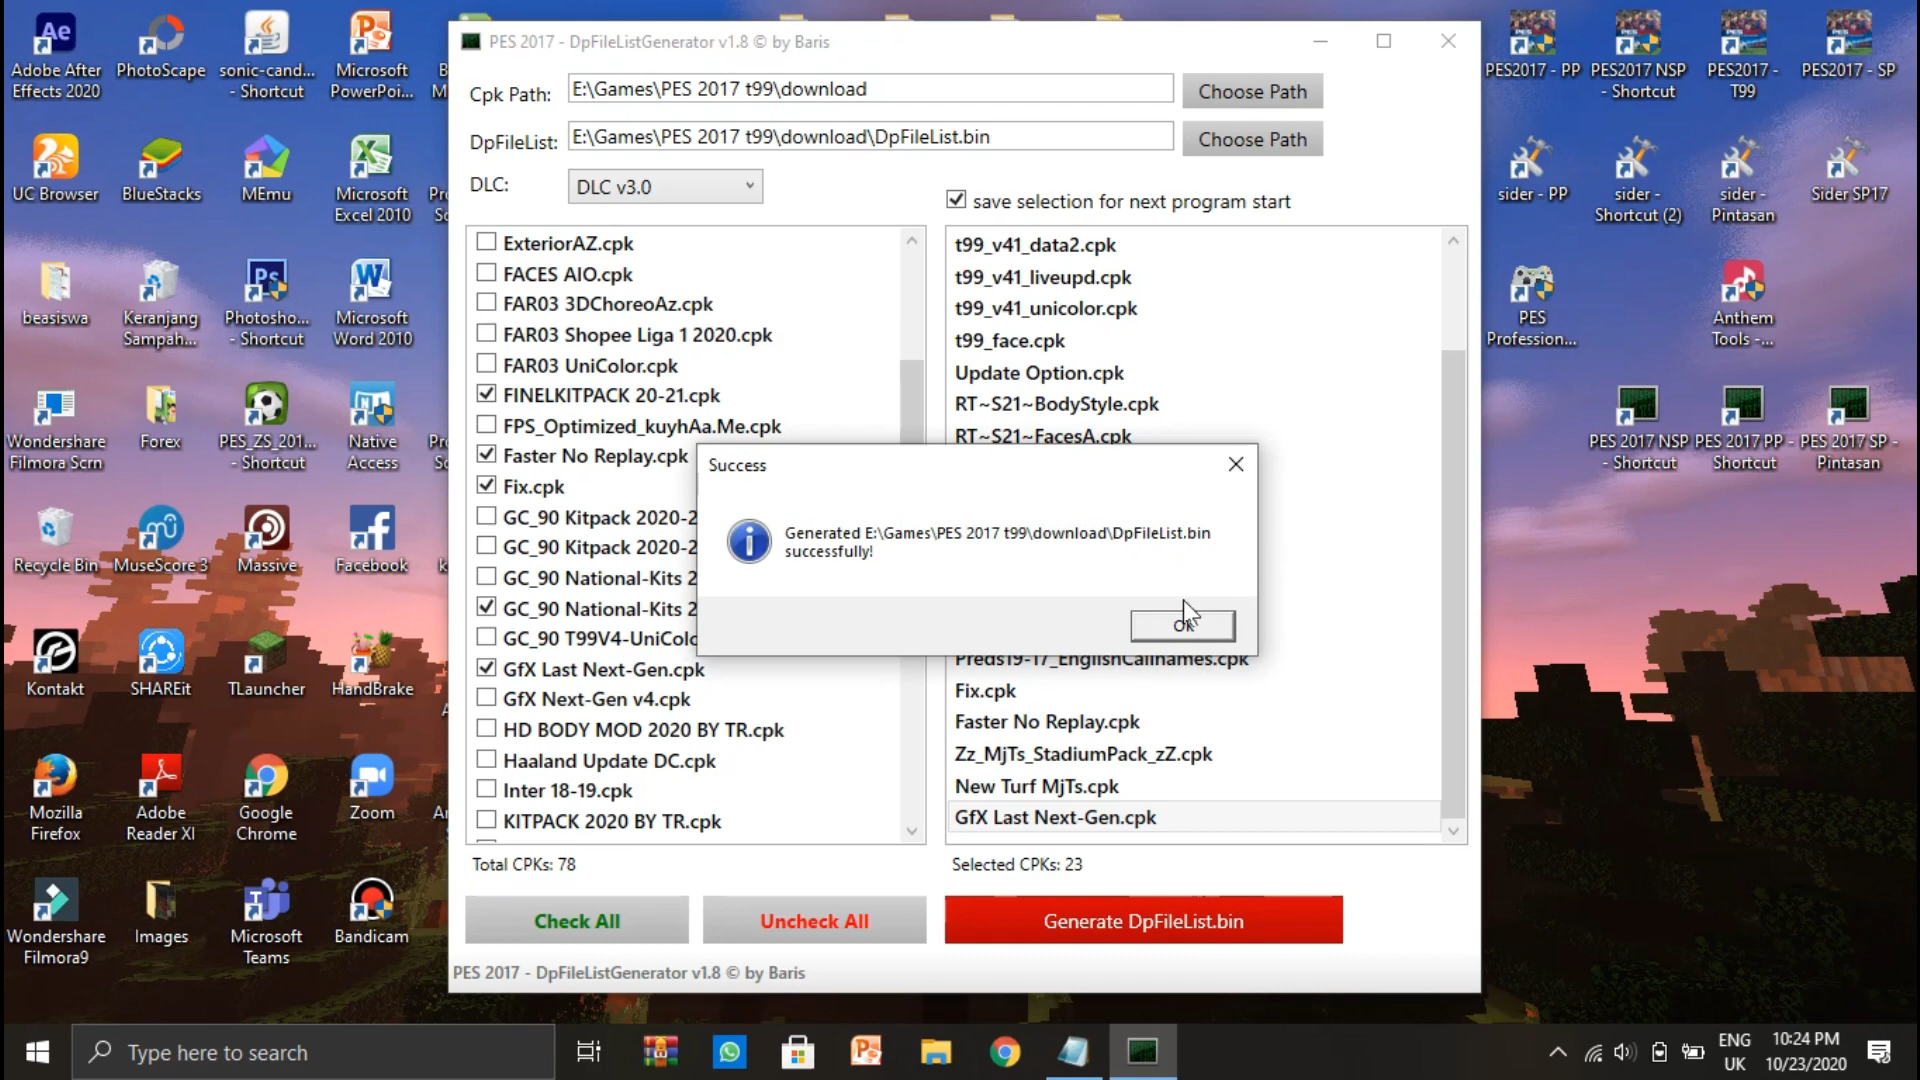 Adobe After
Effects 2020
PhotoScape
sonic-cand...
- Shortcut
Microsoft
PowerPoi...
UC Browser
BlueStacks
MEmu
Microsoft
Excel 2010
beasiswa
Keranjang
Sampah...
Photosho...
- Shortcut
Microsoft
Word 2010
Wondershare
Filmora Scrn
Forex
PES_ZS_201...
- Shortcut
Native
Access
Recycle Bin
MuseScore 3
Massive
Facebook
Kontakt
SHAREit
TLauncher
HandBrake
Mozilla
Firefox
Adobe
Reader XI
Google
Chrome
Zoom
Wondershare
Filmora9
Images
Microsoft
Teams
Bandicam
PES 2017 - DpFileListGenerator v1.8 © by Baris
Cpk Path:
E:\Games\PES 2017 t99\download
Choose Path
DpFileList:
E:\Games\PES 2017 t99\download\DpFileList.bin
Choose Path
DLC:
DLC v3.0
save selection for next program start
ExteriorAZ.cpk
FACES AIO.cpk
FAR03 3DChoreoAz.cpk
FAR03 Shopee Liga 1 2020.cpk
FAR03 UniColor.cpk
FINELKITPACK 20-21.cpk
FPS_Optimized_kuyhAa.Me.cpk
Faster No Replay.cpk
Fix.cpk
GC_90 Kitpack 2020-2
GC_90 Kitpack 2020-2
GC_90 National-Kits 2
GC_90 National-Kits 2
GC_90 T99V4-UniColo
GfX Last Next-Gen.cpk
GfX Next-Gen v4.cpk
HD BODY MOD 2020 BY TR.cpk
Haaland Update DC.cpk
Inter 18-19.cpk
KITPACK 2020 BY TR.cpk
t99_v41_data2.cpk
t99_v41_liveupd.cpk
t99_v41_unicolor.cpk
t99_face.cpk
Update Option.cpk
RT~S21~BodyStyle.cpk
RT~S21~FacesA.cpk
Success
Generated E:\Games\PES 2017 t99\download\DpFileList.bin
successfully!
OK
Preds19-17_EnglishCallnames.cpk
Fix.cpk
Faster No Replay.cpk
Zz_MjTs_StadiumPack_zZ.cpk
New Turf MjTs.cpk
GfX Last Next-Gen.cpk
Total CPKs: 78
Selected CPKs: 23
Check All
Uncheck All
Generate DpFileList.bin
PES 2017 - DpFileListGenerator v1.8 © by Baris
PES2017 - PP
PES2017 NSP
- Shortcut
PES2017 -
T99
PES2017 - SP
sider - PP
sider -
Shortcut (2)
sider -
Pintasan
Sider SP17
PES
Profession...
Anthem
Tools -...
PES 2017 NSP
- Shortcut
PES 2017 PP -
Shortcut
PES 2017 SP -
Pintasan
Type here to search
ENG
UK
10:24 PM
10/23/2020